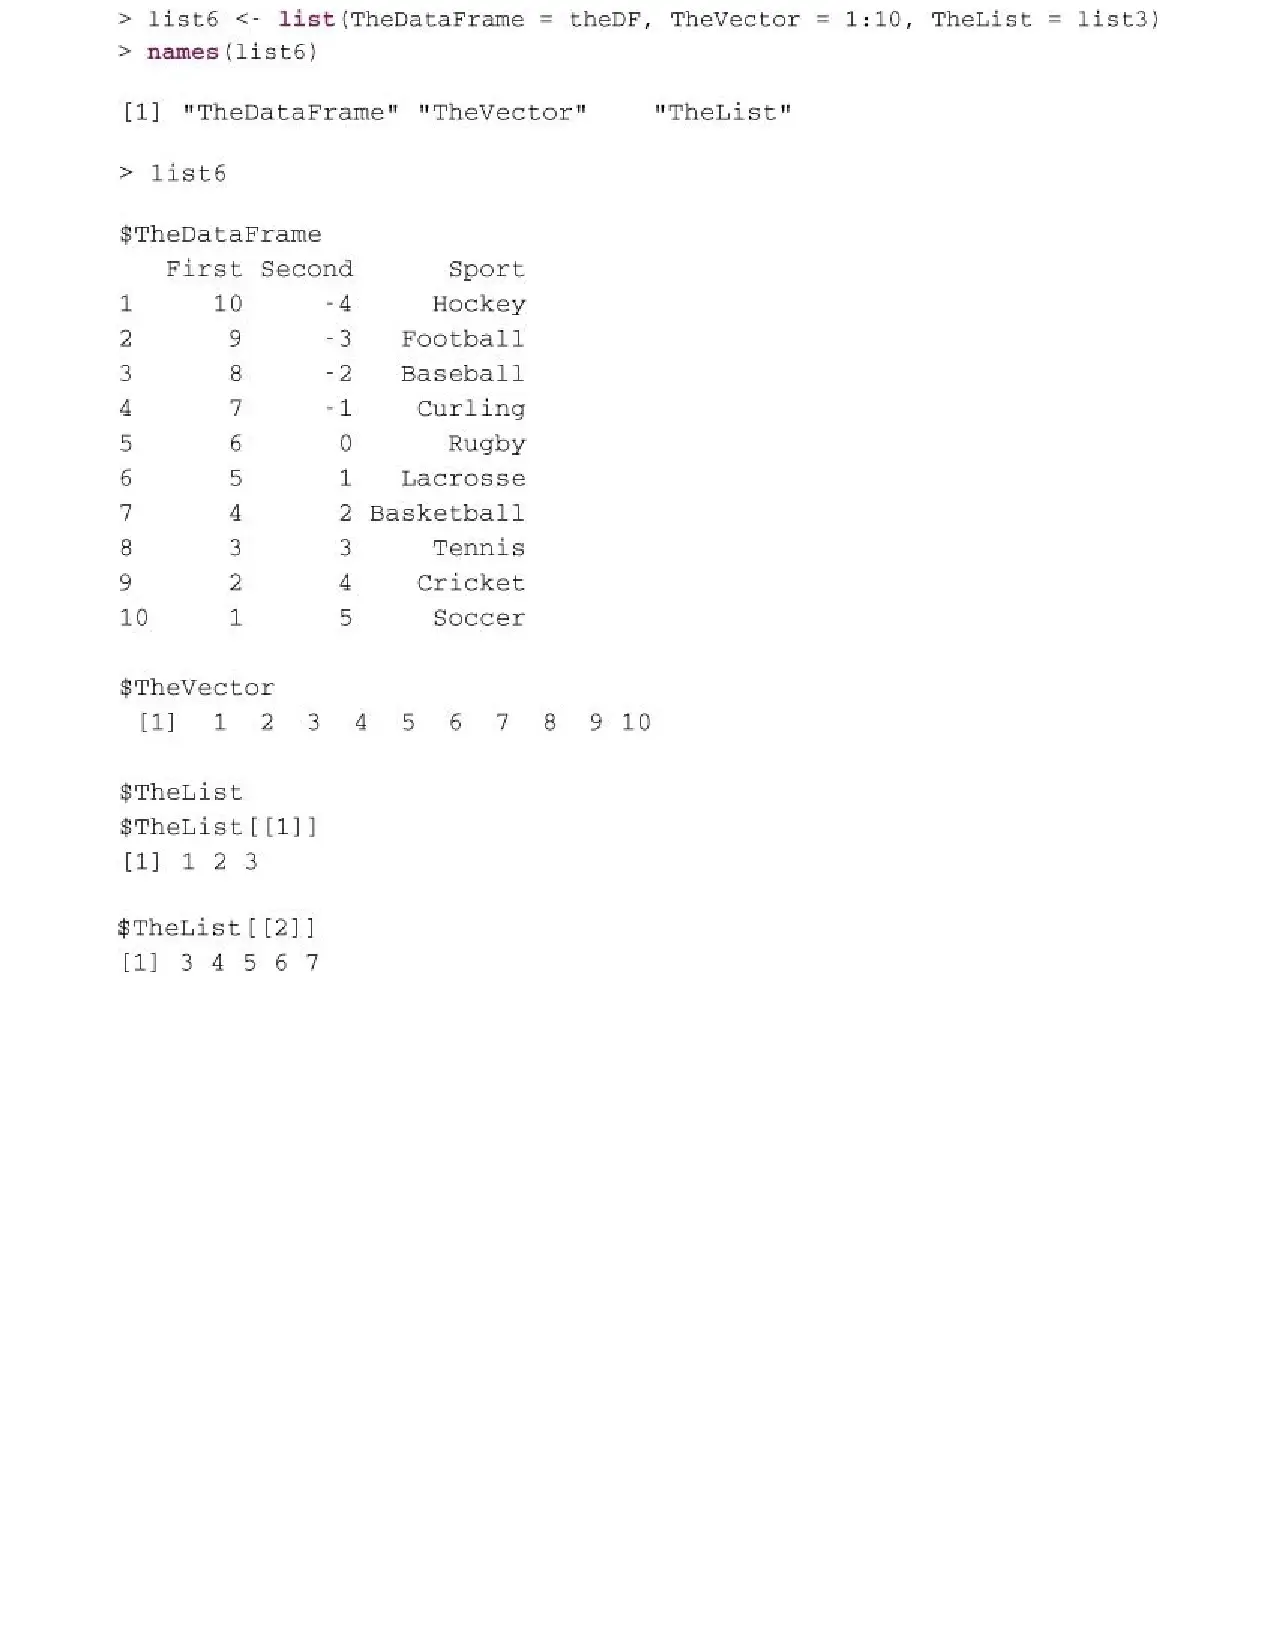 > list6 <- list(TheDataFrame = theDF, TheVector = 1:10, TheList = list3)
> names(list6)
[1] "TheDataFrame" "TheVector"    "TheList"
> list6
$TheDataFrame
   First Second      Sport
1     10     -4     Hockey
2      9     -3   Football
3      8     -2   Baseball
4      7     -1    Curling
5      6      0      Rugby
6      5      1   Lacrosse
7      4      2 Basketball
8      3      3     Tennis
9      2      4    Cricket
10     1      5     Soccer
$TheVector
 [1]  1  2  3  4  5  6  7  8  9 10
$TheList
$TheList[[1]]
[1] 1 2 3
$TheList[[2]]
[1] 3 4 5 6 7